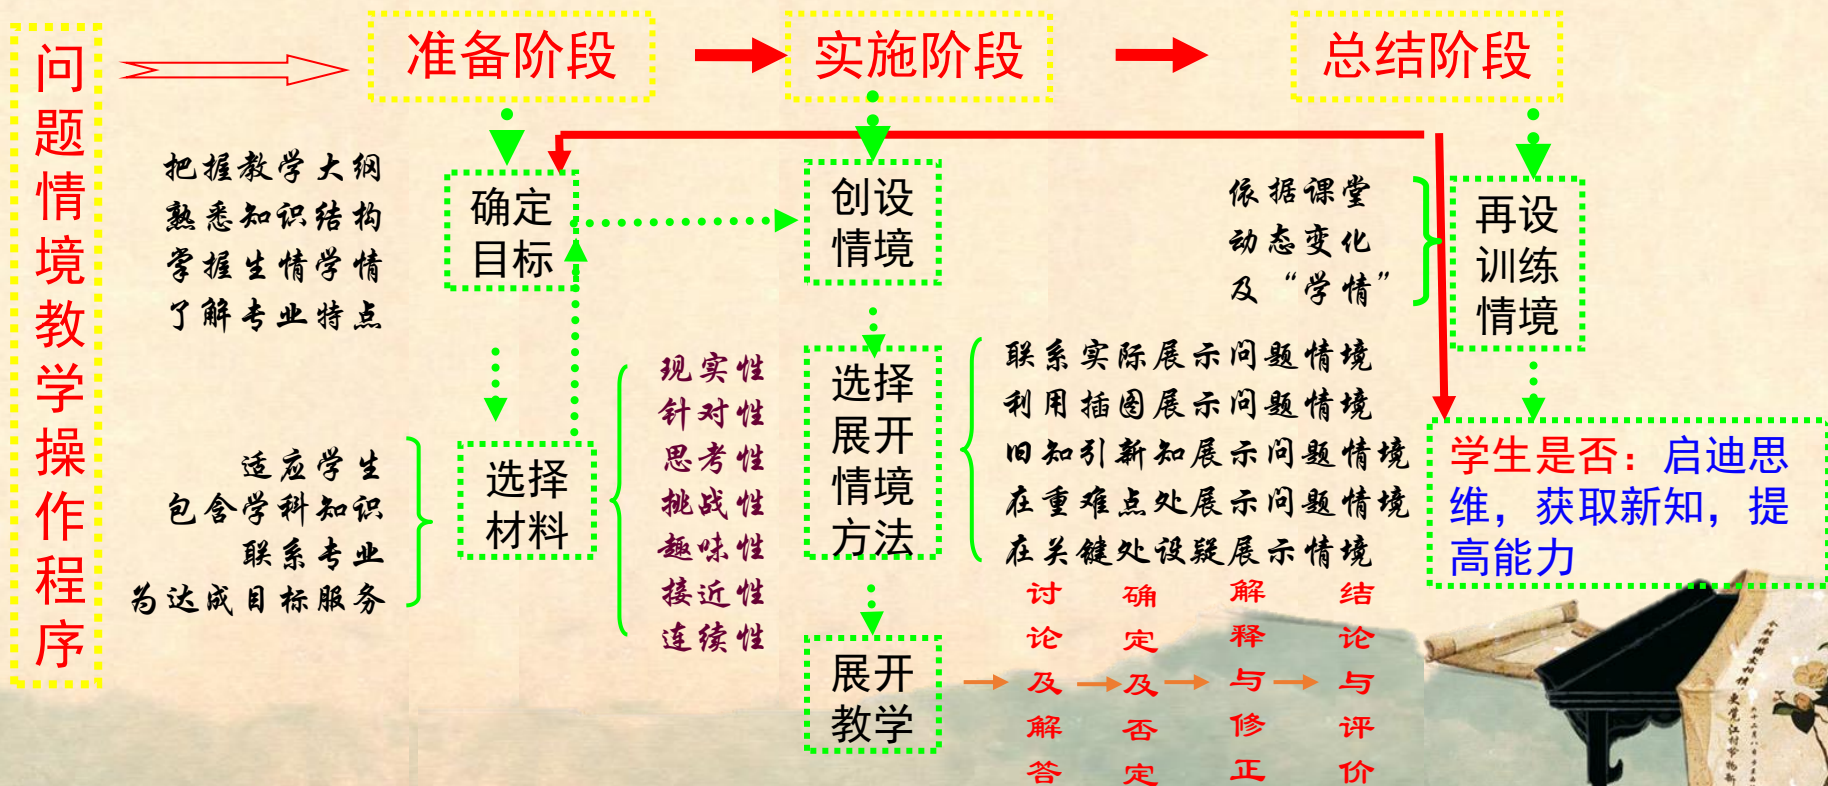 问题情境教学操作程序
准备阶段
实施阶段
总结阶段
把握教学大纲
熟悉知识结构
掌握生情学情
了解专业特点
确定
目标
适应学生
包含学科知识
联系专业
为达成目标服务
选择
材料
现实性
针对性
思考性
挑战性
趣味性
接近性
连续性
创设
情境
选择
展开
情境
方法
联系实际展示问题情境
利用插图展示问题情境
旧知引新知展示问题情境
在重难点处展示问题情境
在关键处设疑展示情境
展开
教学
讨论及解答
确定及否定
解释与修正
结论与评价
依据课堂
动态变化
及“学情”
再设
训练
情境
学生是否：启迪思
维，获取新知，提
高能力